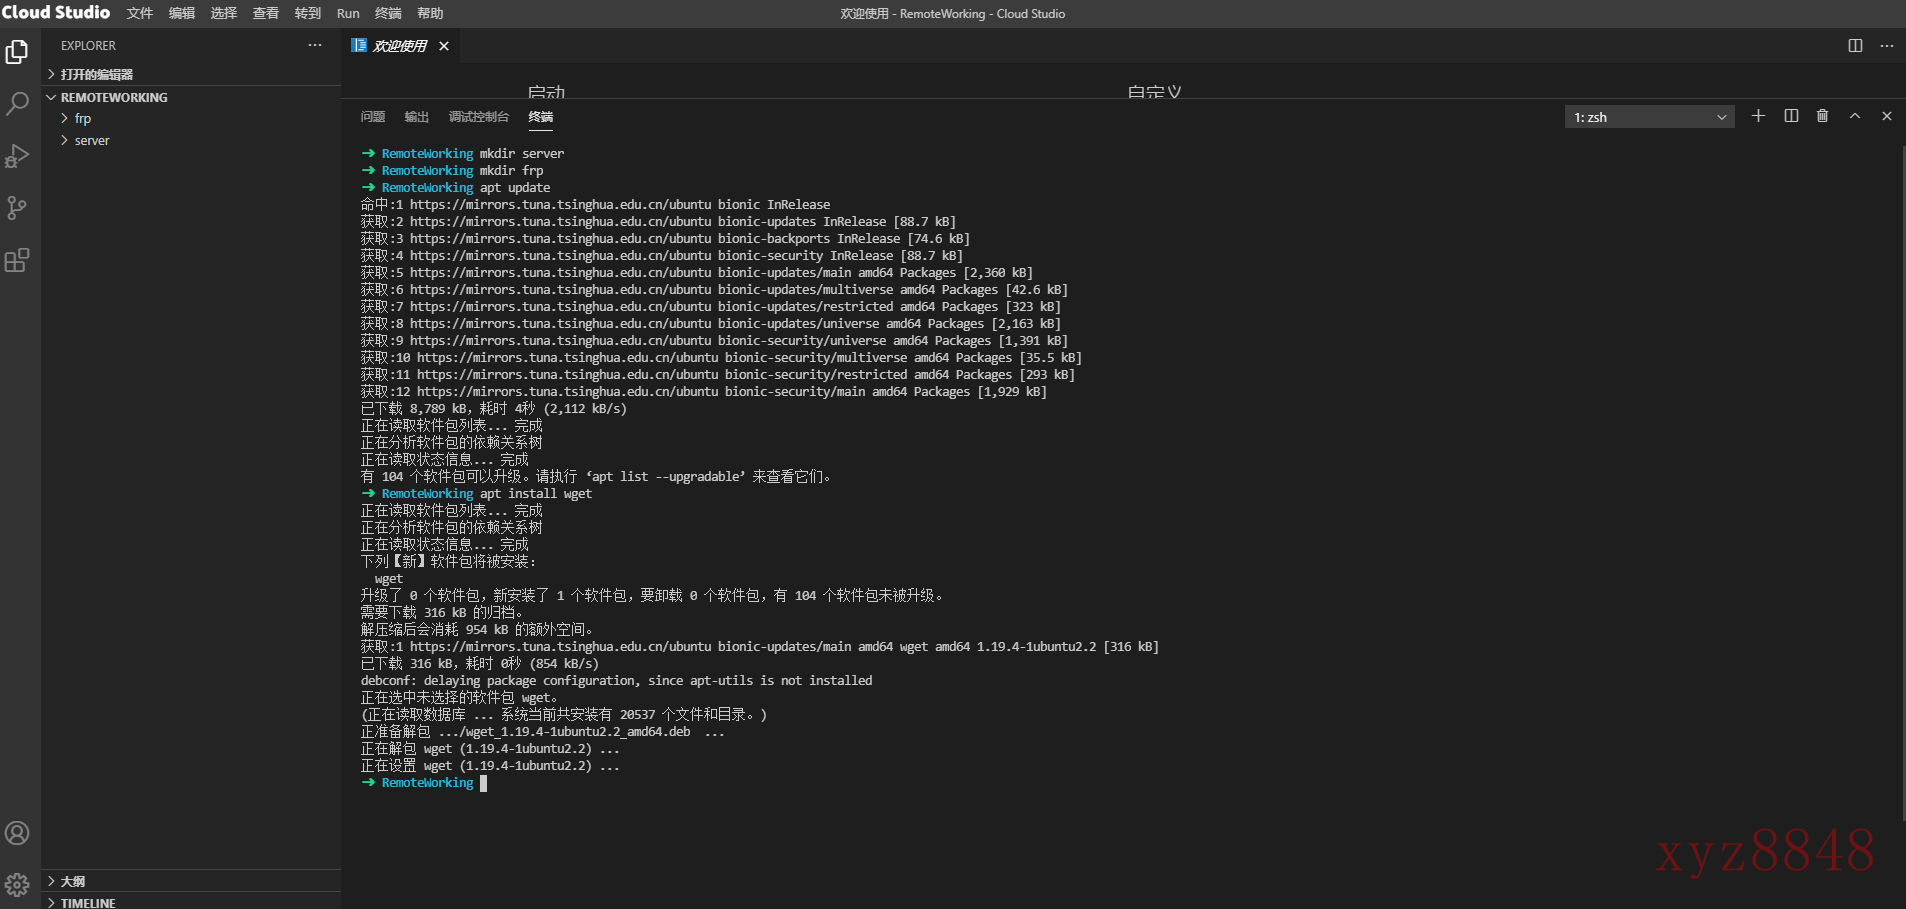 Cloud Studio 文件 编辑 选择 查看 转到 Run 终端 帮助 欢迎使用 - RemoteWorking - Cloud Studio
EXPLORER ··· 欢迎使用 ×
打开的编辑器
REMOTEWORKING
frp
server
启动 自定义
问题 输出 调试控制台 终端 1: zsh
→ RemoteWorking mkdir server
→ RemoteWorking mkdir frp
→ RemoteWorking apt update
命中:1 https://mirrors.tuna.tsinghua.edu.cn/ubuntu bionic InRelease
获取:2 https://mirrors.tuna.tsinghua.edu.cn/ubuntu bionic-updates InRelease [88.7 kB]
获取:3 https://mirrors.tuna.tsinghua.edu.cn/ubuntu bionic-backports InRelease [74.6 kB]
获取:4 https://mirrors.tuna.tsinghua.edu.cn/ubuntu bionic-security InRelease [88.7 kB]
获取:5 https://mirrors.tuna.tsinghua.edu.cn/ubuntu bionic-updates/main amd64 Packages [2,360 kB]
获取:6 https://mirrors.tuna.tsinghua.edu.cn/ubuntu bionic-updates/multiverse amd64 Packages [42.6 kB]
获取:7 https://mirrors.tuna.tsinghua.edu.cn/ubuntu bionic-updates/restricted amd64 Packages [323 kB]
获取:8 https://mirrors.tuna.tsinghua.edu.cn/ubuntu bionic-updates/universe amd64 Packages [2,163 kB]
获取:9 https://mirrors.tuna.tsinghua.edu.cn/ubuntu bionic-security/universe amd64 Packages [1,391 kB]
获取:10 https://mirrors.tuna.tsinghua.edu.cn/ubuntu bionic-security/multiverse amd64 Packages [35.5 kB]
获取:11 https://mirrors.tuna.tsinghua.edu.cn/ubuntu bionic-security/restricted amd64 Packages [293 kB]
获取:12 https://mirrors.tuna.tsinghua.edu.cn/ubuntu bionic-security/main amd64 Packages [1,929 kB]
已下载 8,789 kB，耗时 4秒 (2,112 kB/s)
正在读取软件包列表... 完成
正在分析软件包的依赖关系树
正在读取状态信息... 完成
有 104 个软件包可以升级。请执行 ‘apt list --upgradable’ 来查看它们。
→ RemoteWorking apt install wget
正在读取软件包列表... 完成
正在分析软件包的依赖关系树
正在读取状态信息... 完成
下列【新】软件包将被安装：
wget
升级了 0 个软件包，新安装了 1 个软件包，要卸载 0 个软件包，有 104 个软件包未被升级。
需要下载 316 kB 的归档。
解压缩后会消耗 954 kB 的额外空间。
获取:1 https://mirrors.tuna.tsinghua.edu.cn/ubuntu bionic-updates/main amd64 wget amd64 1.19.4-1ubuntu2.2 [316 kB]
已下载 316 kB，耗时 0秒 (854 kB/s)
debconf: delaying package configuration, since apt-utils is not installed
正在选中未选择的软件包 wget。
(正在读取数据库 ... 系统当前共安装有 20537 个文件和目录。)
正准备解包 .../wget_1.19.4-1ubuntu2.2_amd64.deb ...
正在解包 wget (1.19.4-1ubuntu2.2) ...
正在设置 wget (1.19.4-1ubuntu2.2) ...
→ RemoteWorking
大纲
TIMELINE
xyz8848